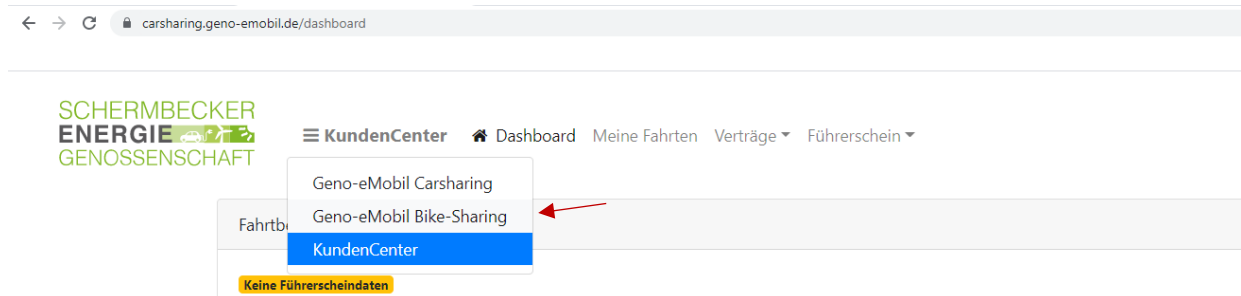 carsharing.geno-emobil.de/dashboard
SCHERMBECKER
ENERGIE
GENOSSENSCHAFT
KundenCenter Dashboard Meine Fahrten Verträge Führerschein
Geno-eMobil Carsharing
Geno-eMobil Bike-Sharing
Fahrtb
KundenCenter
Keine Führerscheindaten